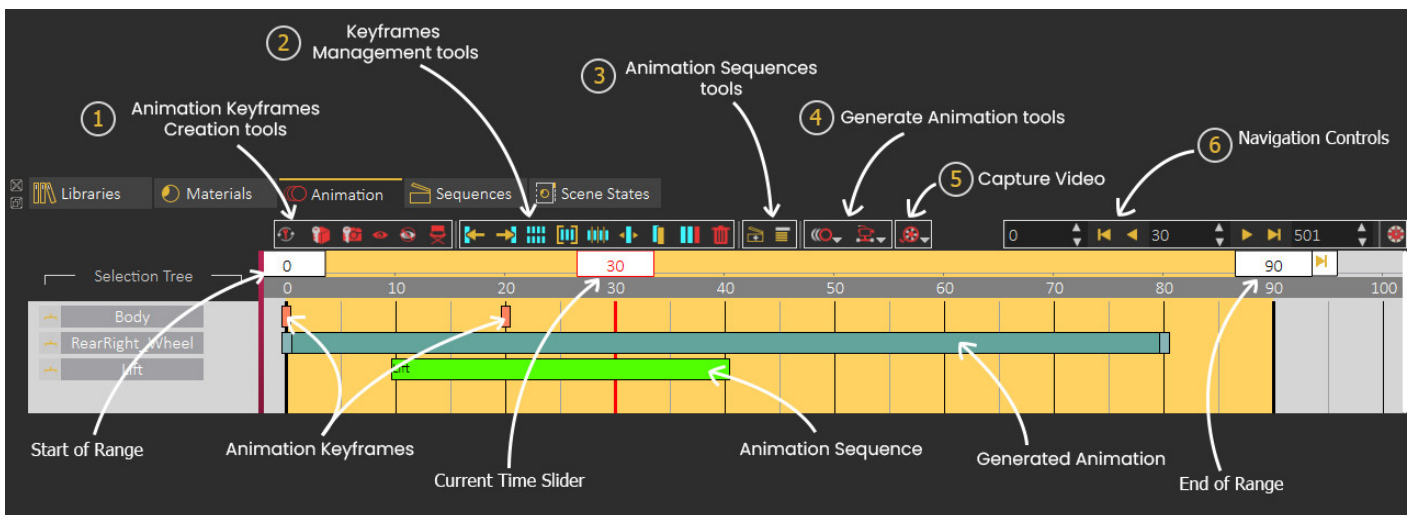 2
Keyframes
Management tools
3
Animation Sequences
tools
1
Animation Keyframes
Creation tools
4
Generate Animation tools
6
Navigation Controls
5
Capture Video
Libraries
Materials
Animation
Sequences
Scene States
0
30
501
Selection Tree
0
30
90
0 10 20 30 40 50 60 70 80 90 100
Body
RearRight_Wheel
Lift
Lift
Start of Range
Animation Keyframes
Current Time Slider
Animation Sequence
Generated Animation
End of Range